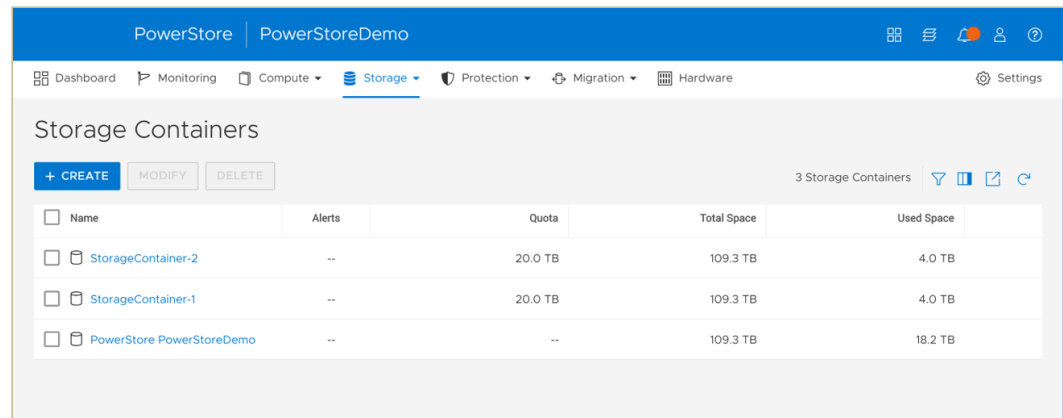 PowerStore PowerStoreDemo
Dashboard Monitoring Compute Storage Protection Migration Hardware Settings
Storage Containers
+ CREATE MODIFY DELETE 3 Storage Containers
Name Alerts Quota Total Space Used Space
StorageContainer-2 -- 20.0 TB 109.3 TB 4.0 TB
StorageContainer-1 -- 20.0 TB 109.3 TB 4.0 TB
PowerStore PowerStoreDemo -- -- 109.3 TB 18.2 TB